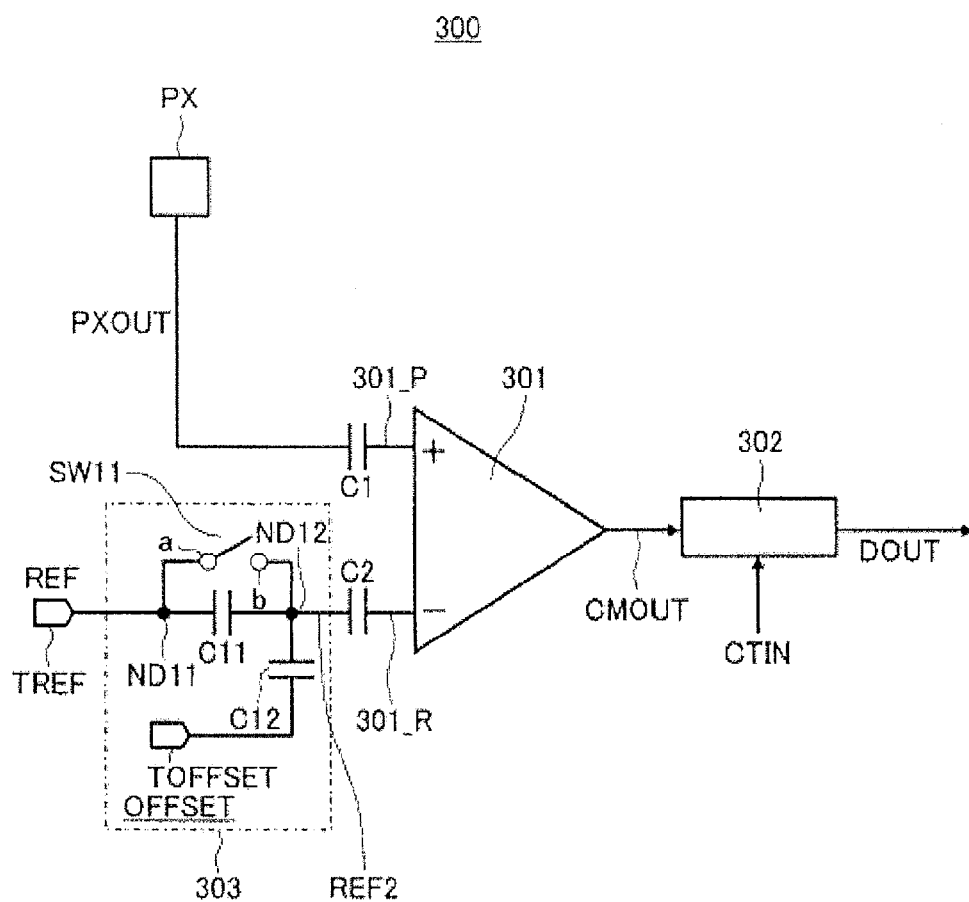 300
PX
PXOUT
301_P
301
302
SW11
C1
+
a
ND12
b
C2
DOUT
REF
CMOUT
−
TREF
ND11
C11
CTIN
C12
301_R
TOFFSET
OFFSET
303
REF2